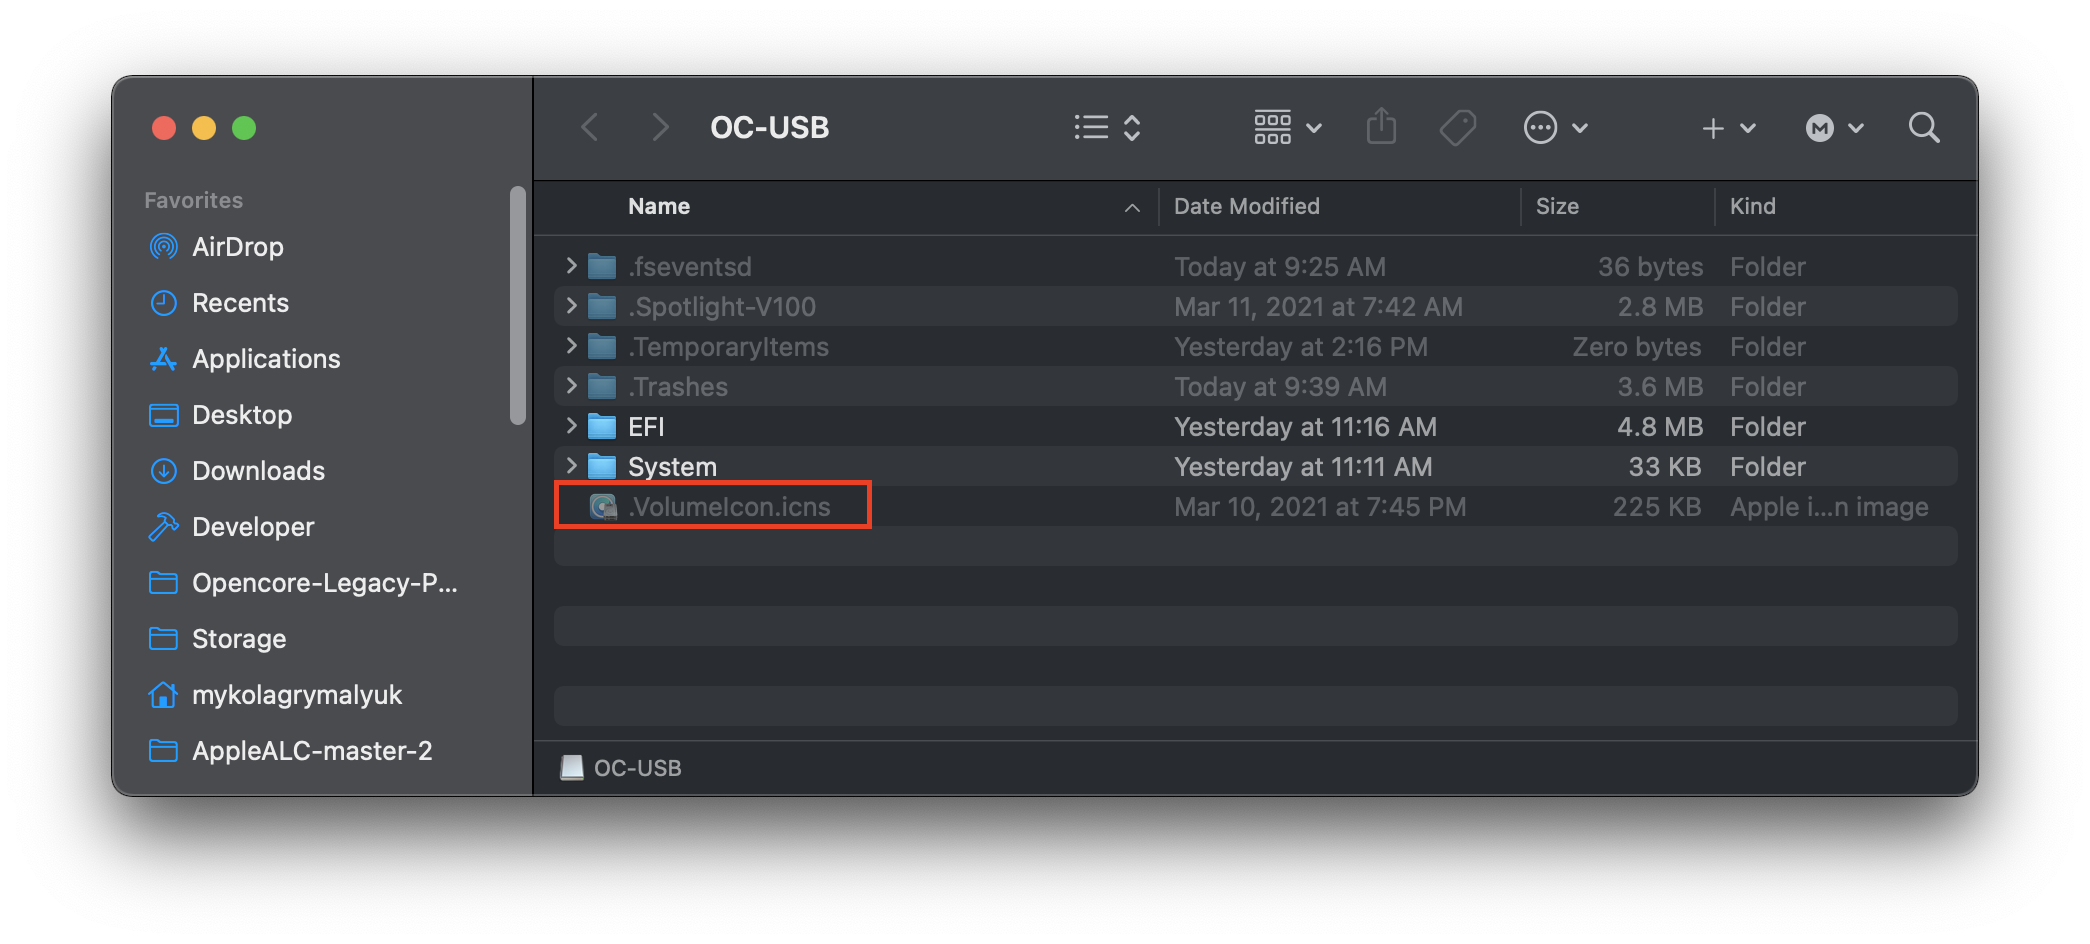 OC-USB
M
Favorites
AirDrop
Recents
Applications
Desktop
Downloads
Developer
Opencore-Legacy-P...
Storage
mykolagrymalyuk
AppleALC-master-2
Name Date Modified Size Kind
.fseventsd Today at 9:25 AM 36 bytes Folder
.Spotlight-V100 Mar 11, 2021 at 7:42 AM 2.8 MB Folder
.TemporaryItems Yesterday at 2:16 PM Zero bytes Folder
.Trashes Today at 9:39 AM 3.6 MB Folder
EFI Yesterday at 11:16 AM 4.8 MB Folder
System Yesterday at 11:11 AM 33 KB Folder
.VolumeIcon.icns Mar 10, 2021 at 7:45 PM 225 KB Apple i...n image
OC-USB